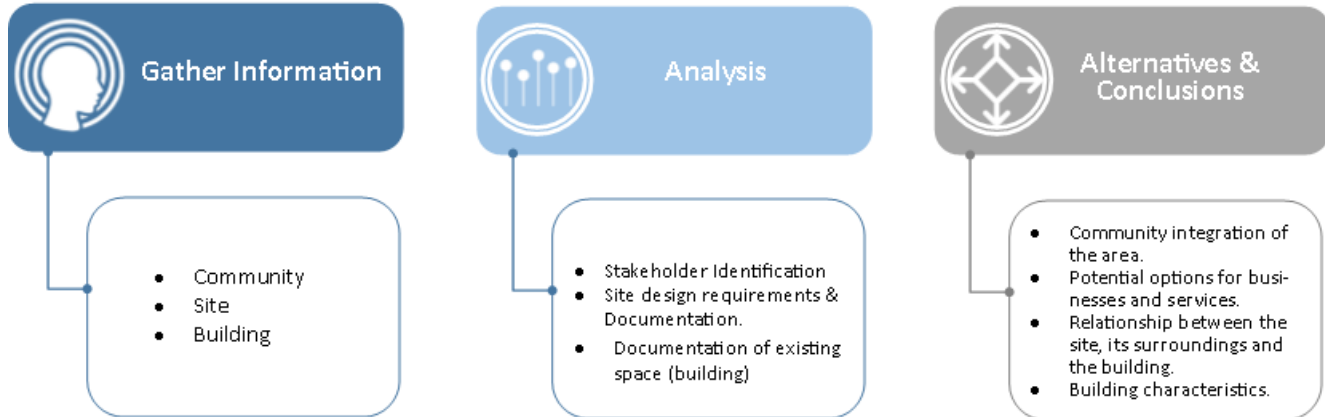 Gather Information
● Community
● Site
● Building
Analysis
● Stakeholder Identification
● Site design requirements &
Documentation.
● Documentation of existing
space (building)
Alternatives &
Conclusions
● Community integration of
the area.
● Potential options for busi-
nesses and services.
● Relationship between the
site, its surroundings and
the building.
● Building characteristics.